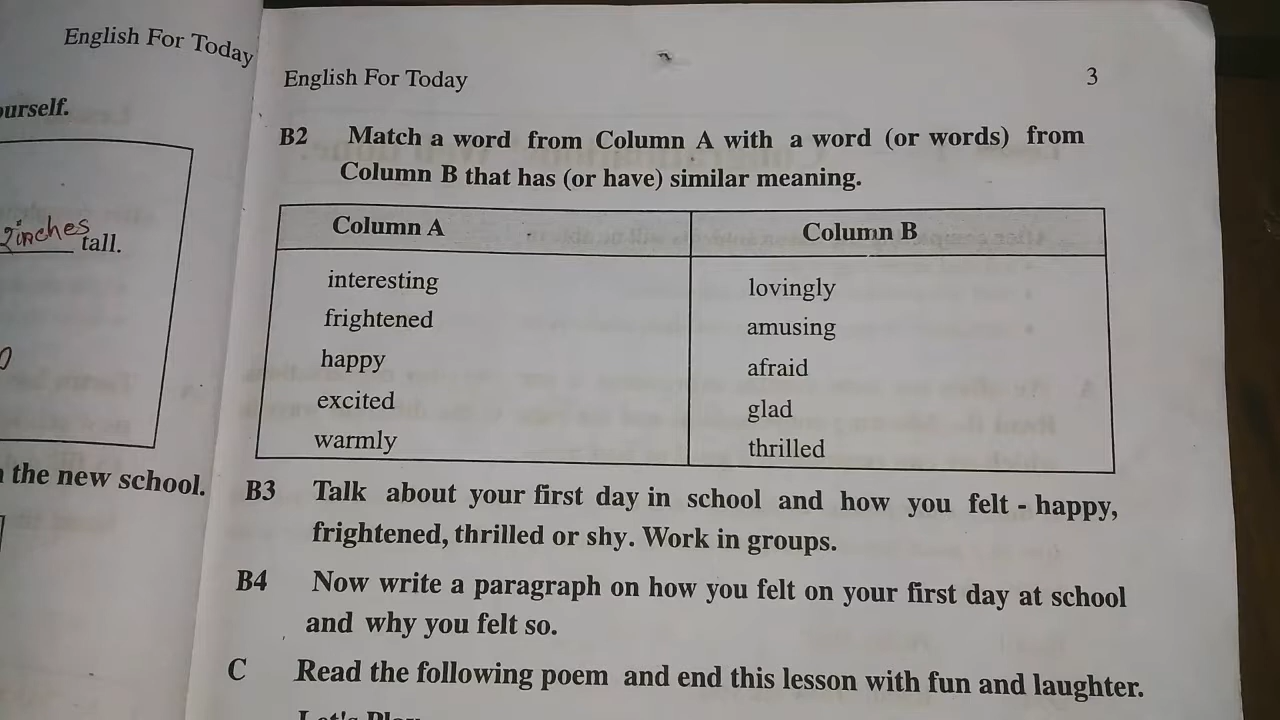 English For Today
ourself.
2 inches tall.
the new school.
English For Today 3
B2 Match a word from Column A with a word (or words) from
Column B that has (or have) similar meaning.
Column A Column B
interesting lovingly
frightened amusing
happy afraid
excited glad
warmly thrilled
B3 Talk about your first day in school and how you felt - happy,
frightened, thrilled or shy. Work in groups.
B4 Now write a paragraph on how you felt on your first day at school
and why you felt so.
C Read the following poem and end this lesson with fun and laughter.
Let's Play